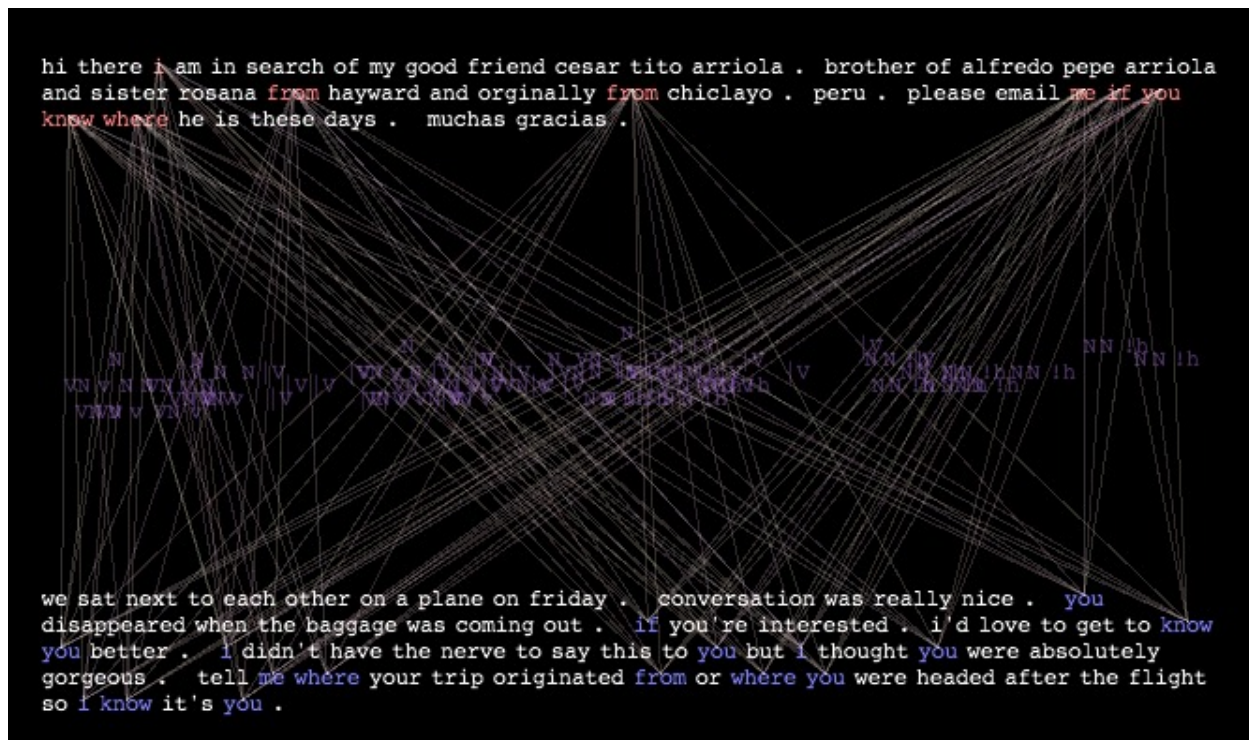 hi there i am in search of my good friend cesar tito arriola .  brother of alfredo pepe arriola
and sister rosana from hayward and orginally from chiclayo .  peru .  please email me if you
know where he is these days .  muchas gracias .
we sat next to each other on a plane on friday .  conversation was really nice .  you
disappeared when the baggage was coming out .  if you're interested .  i'd love to get to know
you better .  i didn't have the nerve to say this to you but i thought you were absolutely
gorgeous .  tell me where your trip originated from or where you were headed after the flight
so i know it's you .